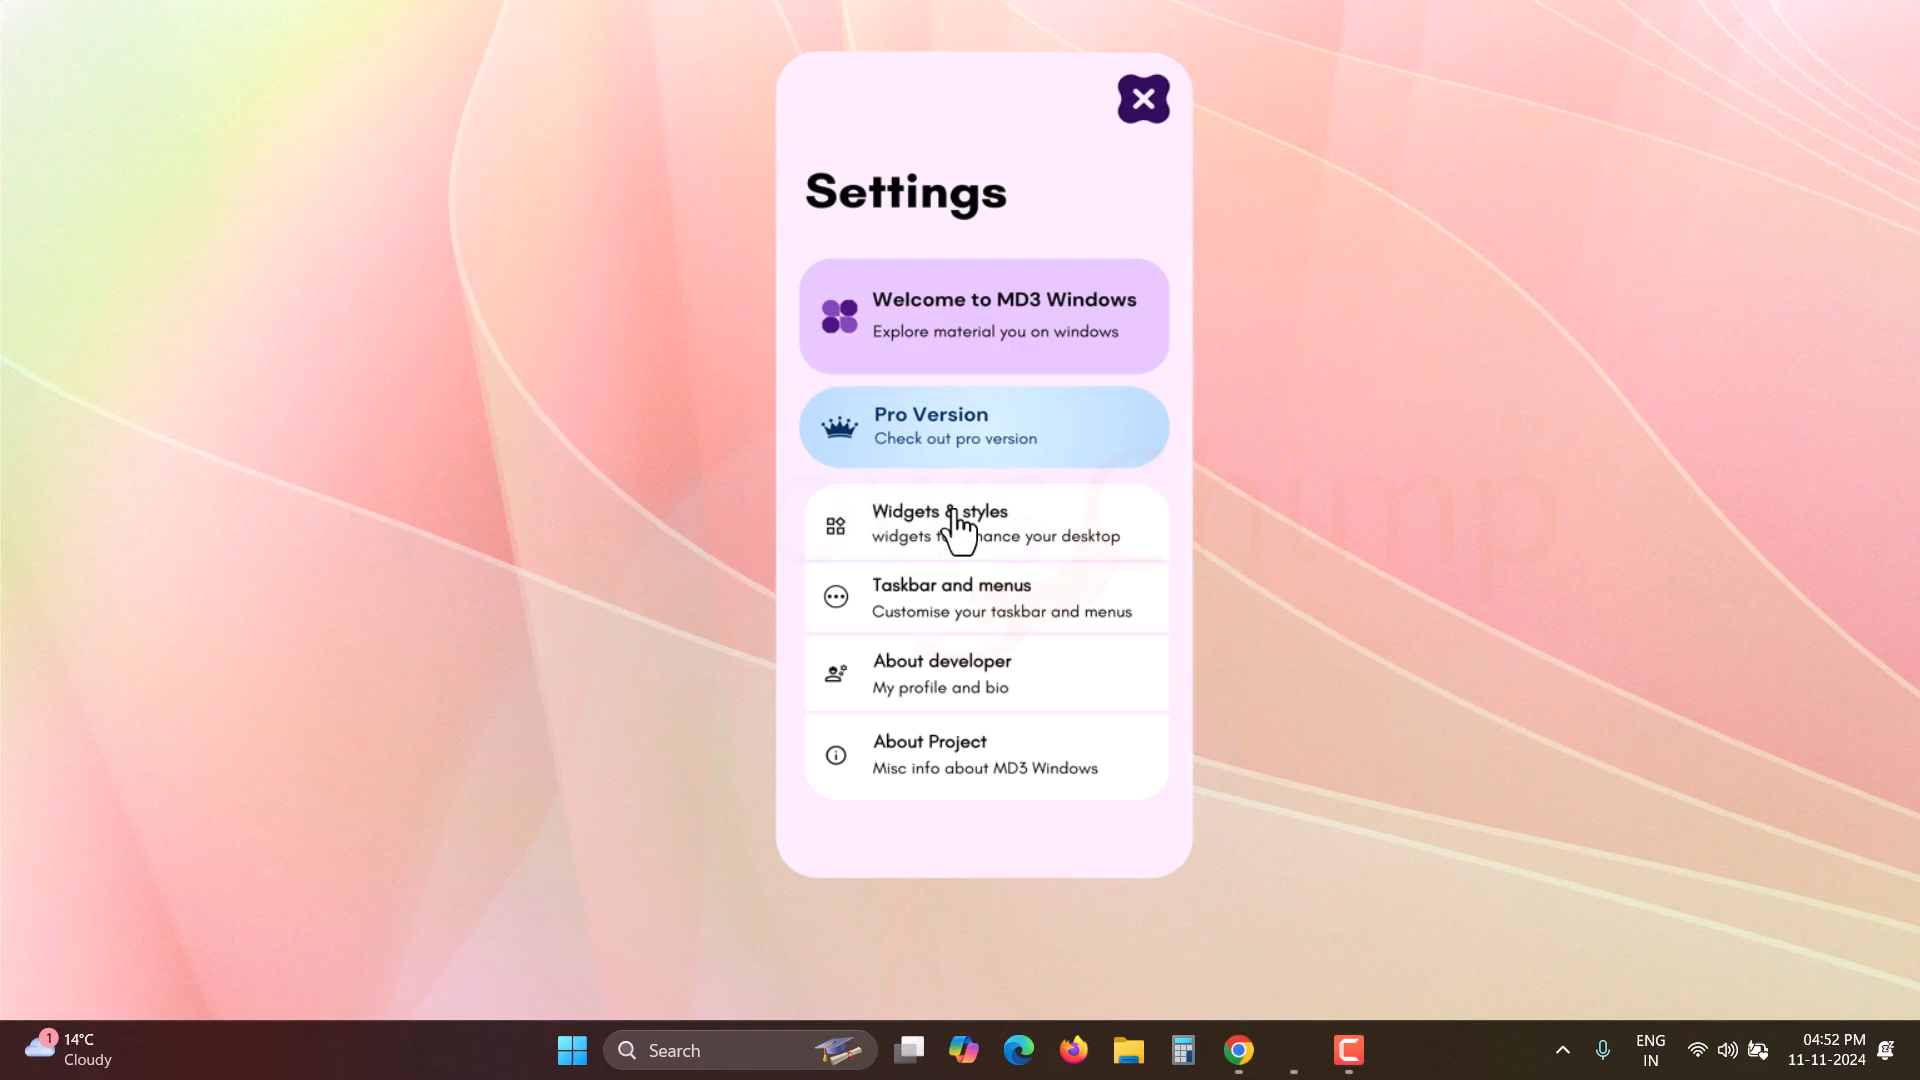 Settings
Welcome to MD3 Windows
Explore material you on windows
Pro Version
Check out pro version
Widgets & styles
widgets your desktop
Taskbar and menus
Customise your taskbar and menus
About developer
My profile and bio
About Project
Misc info about MD3 Windows
1
14°C
Cloudy
Search
ENG
IN
04:52 PM
11-11-2024